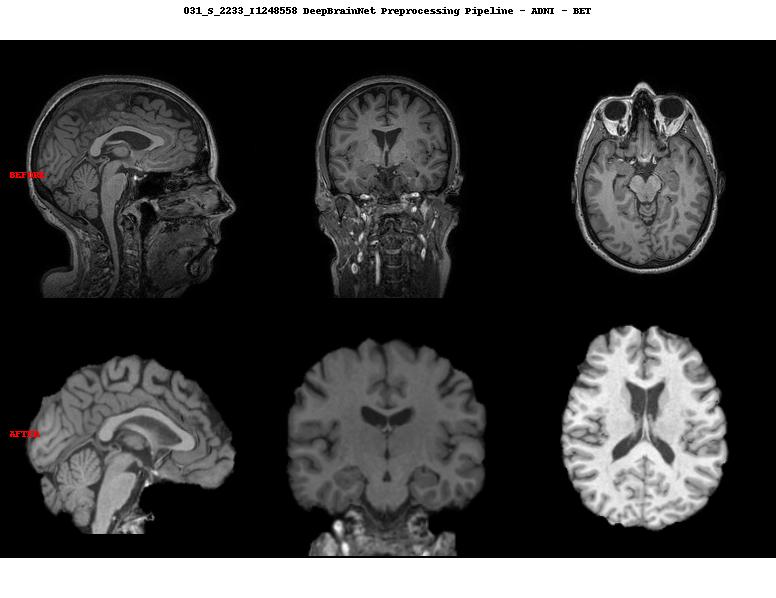 031_S_2233_I1248558 DeepBrainNet Preprocessing Pipeline - ADNI - BET
BEFORE
AFTER